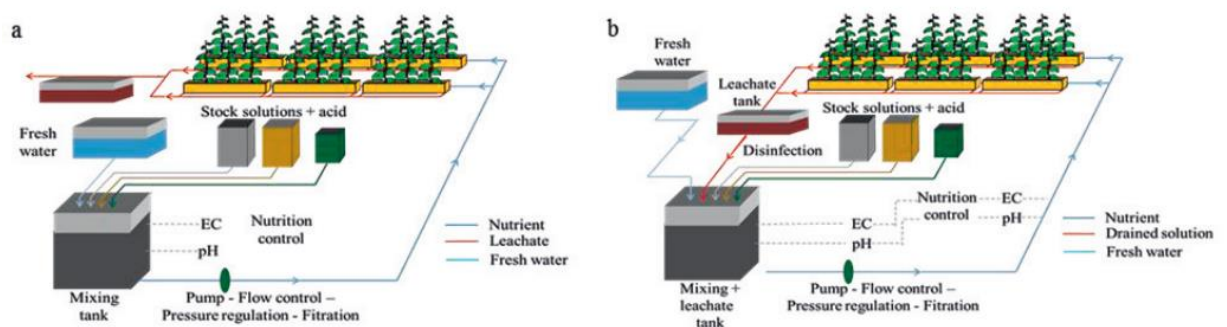 a
Stock solutions + acid
Fresh
water
EC
pH
Nutrition
control
Nutrient
Leachate
Fresh water
Mixing
tank
Pump - Flow control –
Pressure regulation - Fitration
b
Fresh
water
Leachate
tank
Stock solutions + acid
Disinfection
EC
pH
Nutrition
control
EC
pH
Nutrient
Drained solution
Fresh water
Mixing +
leachate
tank
Pump - Flow control –
Pressure regulation - Fitration